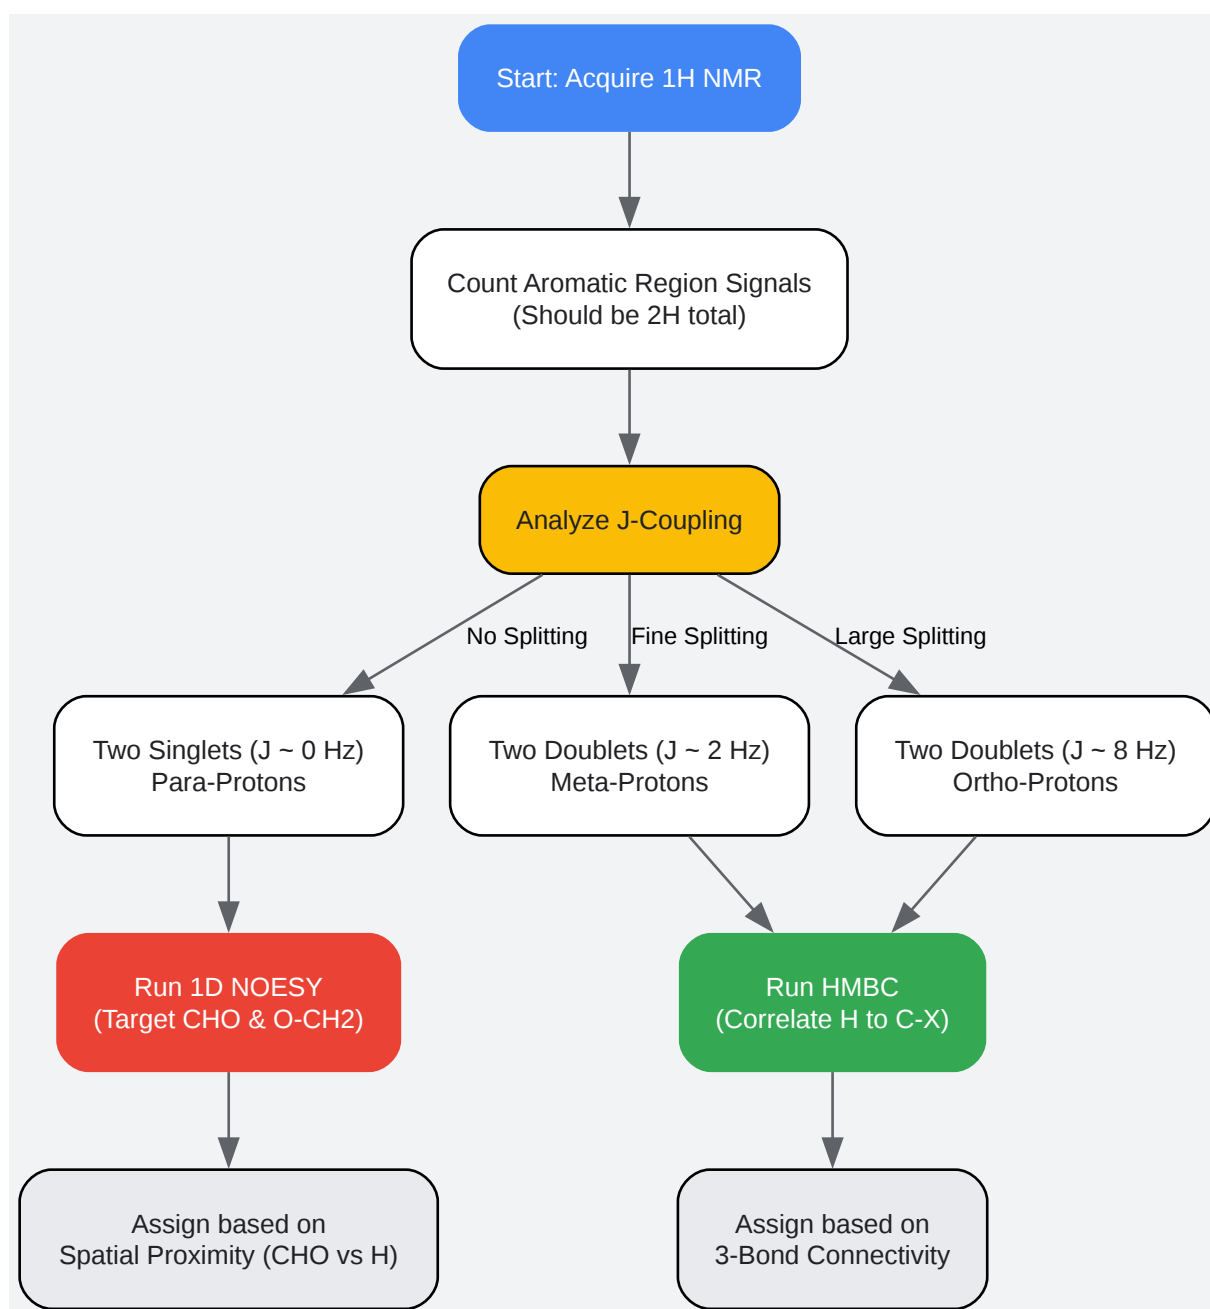 Start: Acquire 1H NMR
Count Aromatic Region Signals
(Should be 2H total)
Analyze J-Coupling
No Splitting
Fine Splitting
Large Splitting
Two Singlets (J ~ 0 Hz)
Para-Protons
Two Doublets (J ~ 2 Hz)
Meta-Protons
Two Doublets (J ~ 8 Hz)
Ortho-Protons
Run 1D NOESY
(Target CHO & O-CH2)
Run HMBC
(Correlate H to C-X)
Assign based on
Spatial Proximity (CHO vs H)
Assign based on
3-Bond Connectivity